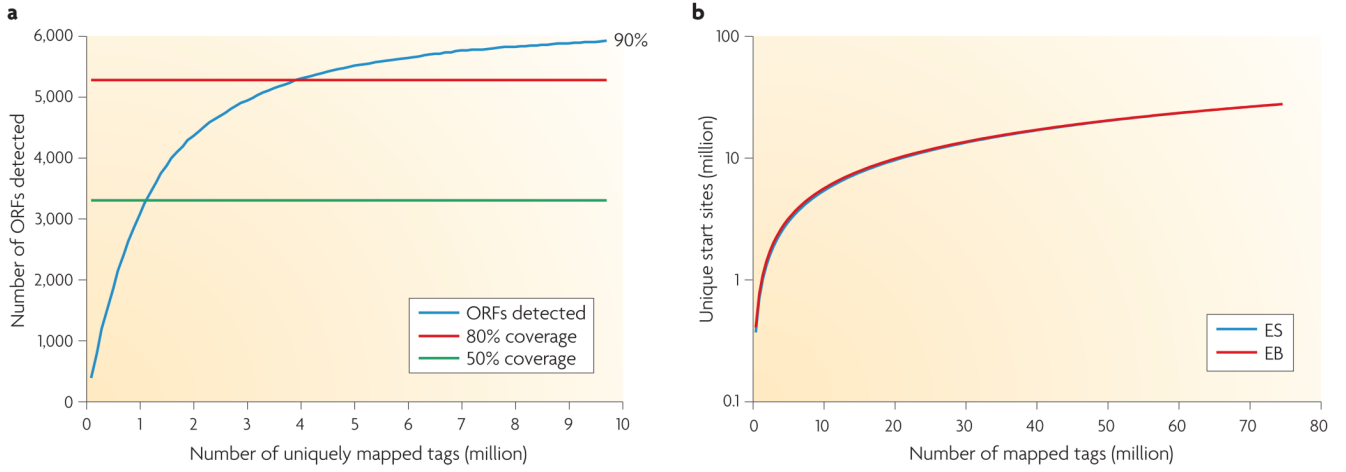 a
Number of ORFs detected
6,000
5,000
4,000
3,000
2,000
1,000
0
90%
ORFs detected
80% coverage
50% coverage
0 1 2 3 4 5 6 7 8 9 10
Number of uniquely mapped tags (million)
b
Unique start sites (million)
100
10
1
0.1
ES
EB
0 10 20 30 40 50 60 70 80
Number of mapped tags (million)